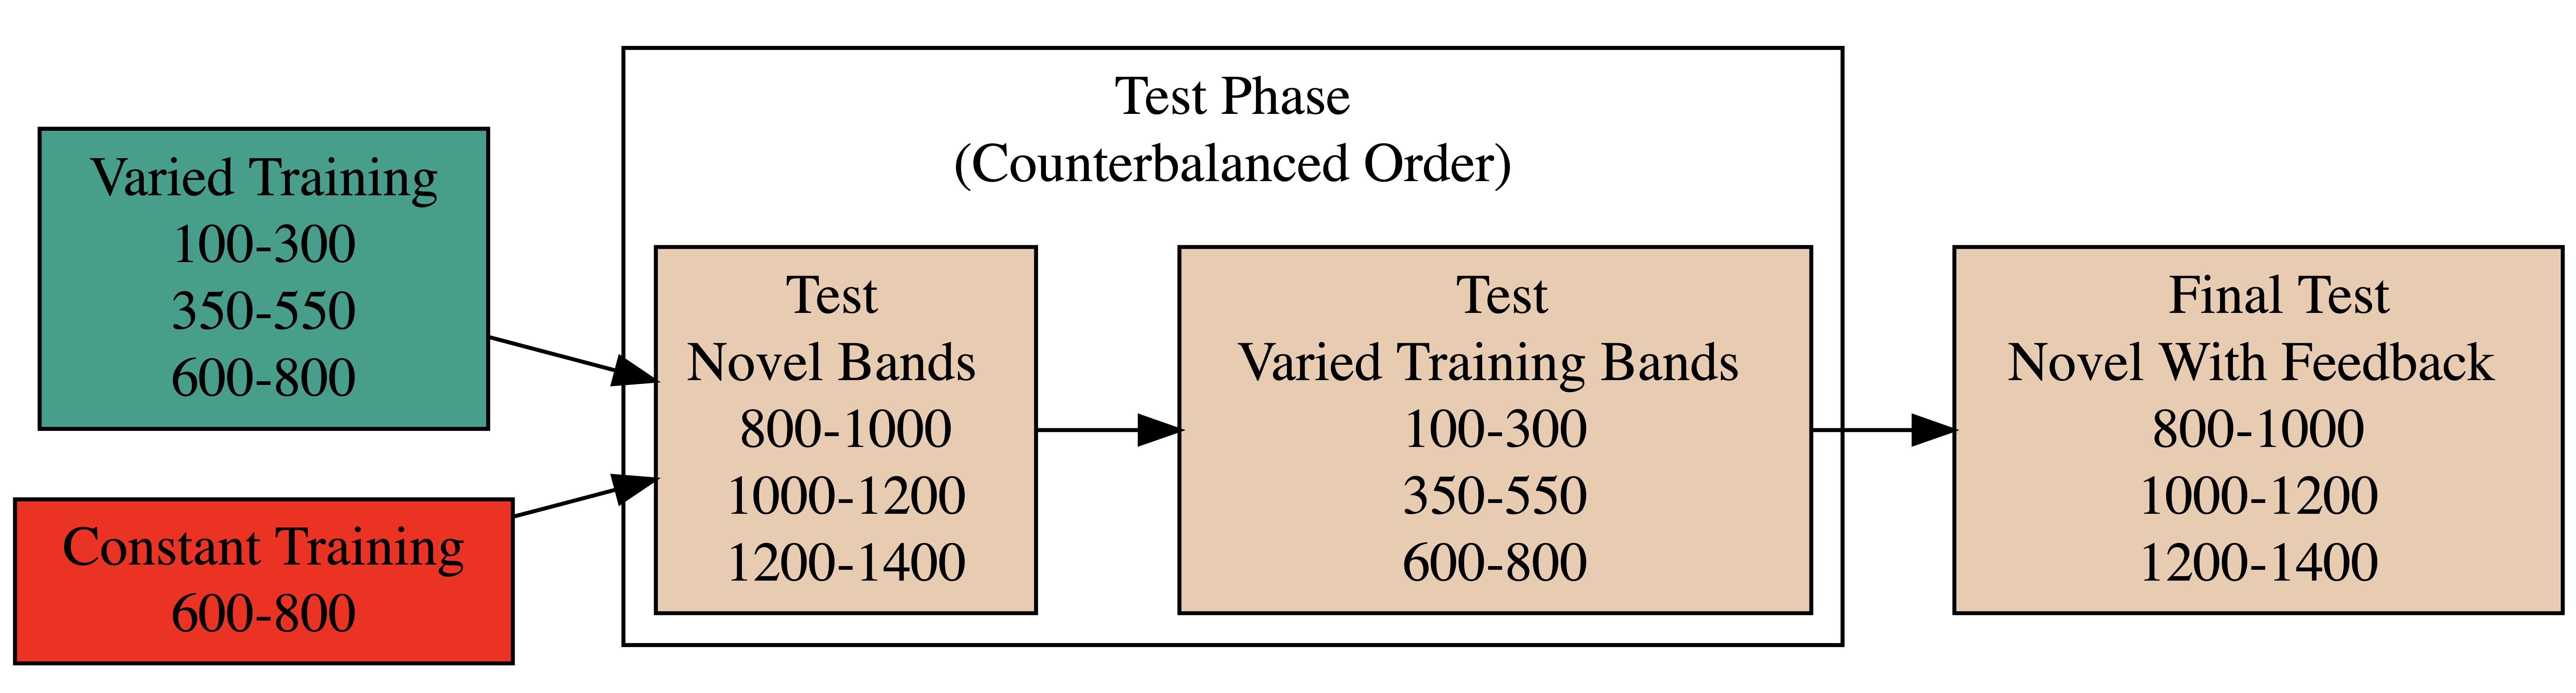 Varied Training
100-300
350-550
600-800
Constant Training
600-800
Test Phase
(Counterbalanced Order)
Test
Novel Bands
800-1000
1000-1200
1200-1400
Test
Varied Training Bands
100-300
350-550
600-800
Final Test
Novel With Feedback
800-1000
1000-1200
1200-1400